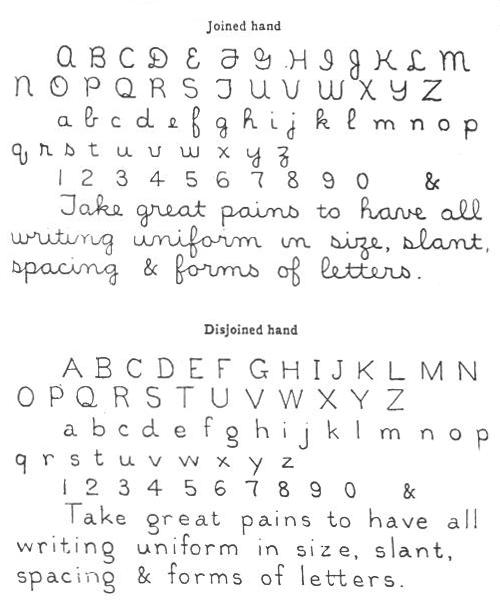 Joined hand
A B C D E F G H I J K L M
N O P Q R S T U V W X Y Z
a b c d e f g h i j k l m n o p
q r s t u v w x y z
1 2 3 4 5 6 7 8 9 0 &
Take great pains to have all
writing uniform in size, slant,
spacing & forms of letters.
Disjoined hand
A B C D E F G H I J K L M N
O P Q R S T U V W X Y Z
a b c d e f g h i j k l m n o p
q r s t u v w x y z
1 2 3 4 5 6 7 8 9 0 &
Take great pains to have all
writing uniform in size, slant,
spacing & forms of letters.